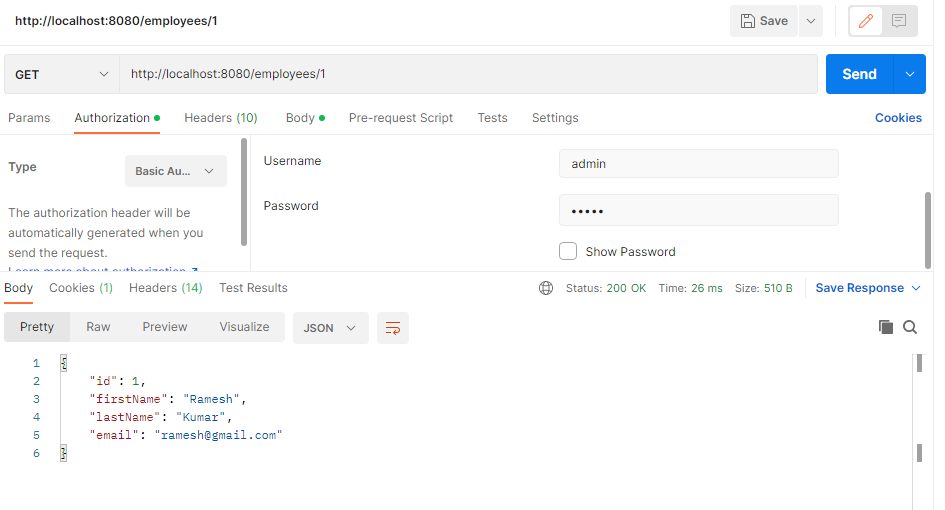 http://localhost:8080/employees/1
Save
GET
http://localhost:8080/employees/1
Send
Params Authorization Headers (10) Body Pre-request Script Tests Settings Cookies
Type
Basic Au...
The authorization header will be
automatically generated when you
send the request.
Learn more about authorization
Username
admin
Password
•••••
Show Password
Body Cookies (1) Headers (14) Test Results Status: 200 OK Time: 26 ms Size: 510 B Save Response
Pretty Raw Preview Visualize JSON
1 {
2 "id": 1,
3 "firstName": "Ramesh",
4 "lastName": "Kumar",
5 "email": "ramesh@gmail.com"
6 }